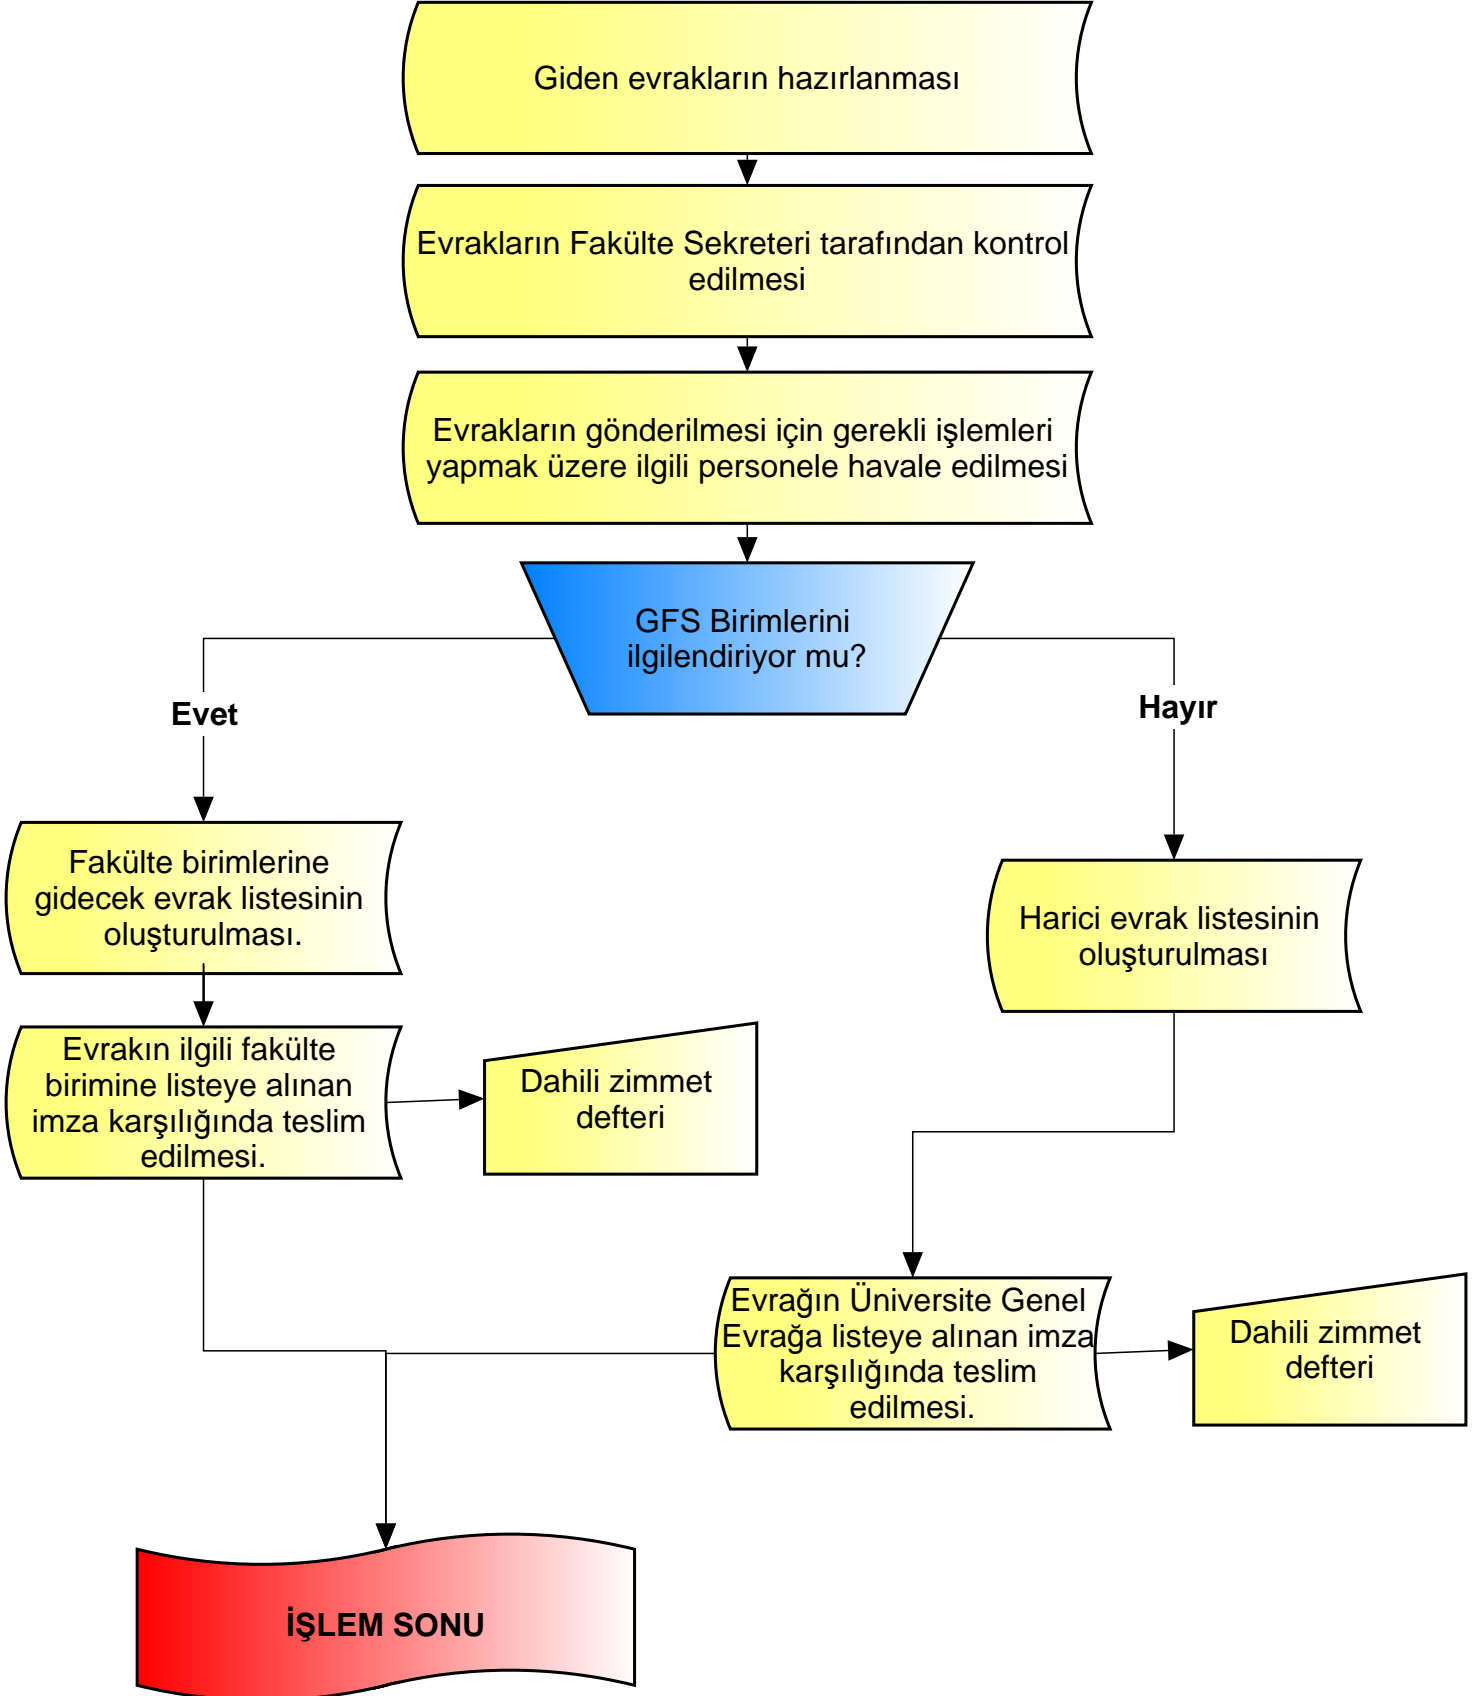 Giden evrakların hazırlanması
Evrakların Fakülte Sekreteri tarafından kontrol
edilmesi
Evrakların gönderilmesi için gerekli işlemleri
yapmak üzere ilgili personele havale edilmesi
GFS Birimlerini
ilgilendiriyor mu?
Evet
Hayır
Fakülte birimlerine
gidecek evrak listesinin
oluşturulması.
Harici evrak listesinin
oluşturulması
Evrakın ilgili fakülte
birimine listeye alınan
imza karşılığında teslim
edilmesi.
Dahili zimmet
defteri
Evrağın Üniversite Genel
Evrağa listeye alınan imza
karşılığında teslim
edilmesi.
Dahili zimmet
defteri
İŞLEM SONU